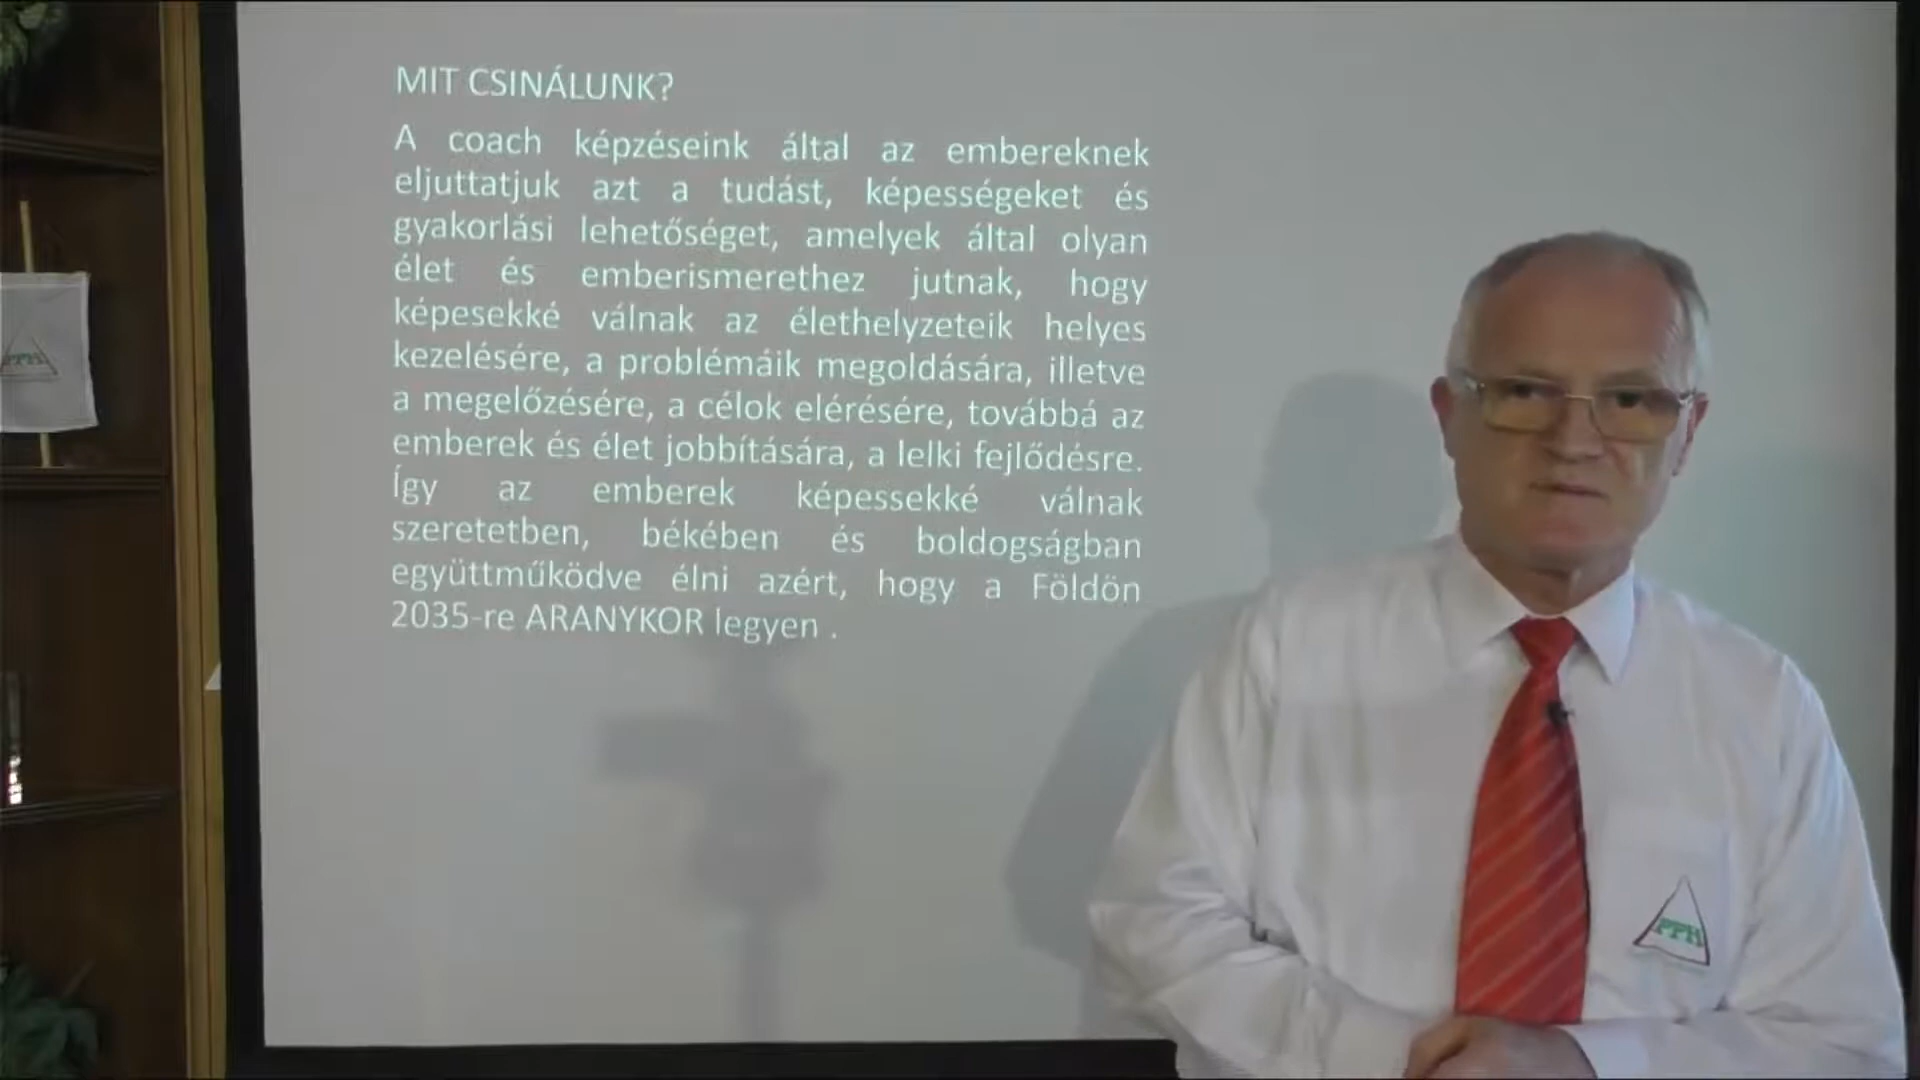 MIT CSINÁLUNK?
A coach képzéseink által az embereknek
eljuttatjuk azt a tudást, képességeket és
gyakorlási lehetőséget, amelyek által olyan
élet és emberismerethez jutnak, hogy
képesekké válnak az élethelyzeteik helyes
kezelésére, a problémáik megoldására, illetve
a megelőzésére, a célok elérésére, továbbá az
emberek és élet jobbítására, a lelki fejlődésre.
Így az emberek képessekké válnak
szeretetben, békében és boldogságban
együttműködve élni azért, hogy a Földön
2035-re ARANYKOR legyen .
PPH